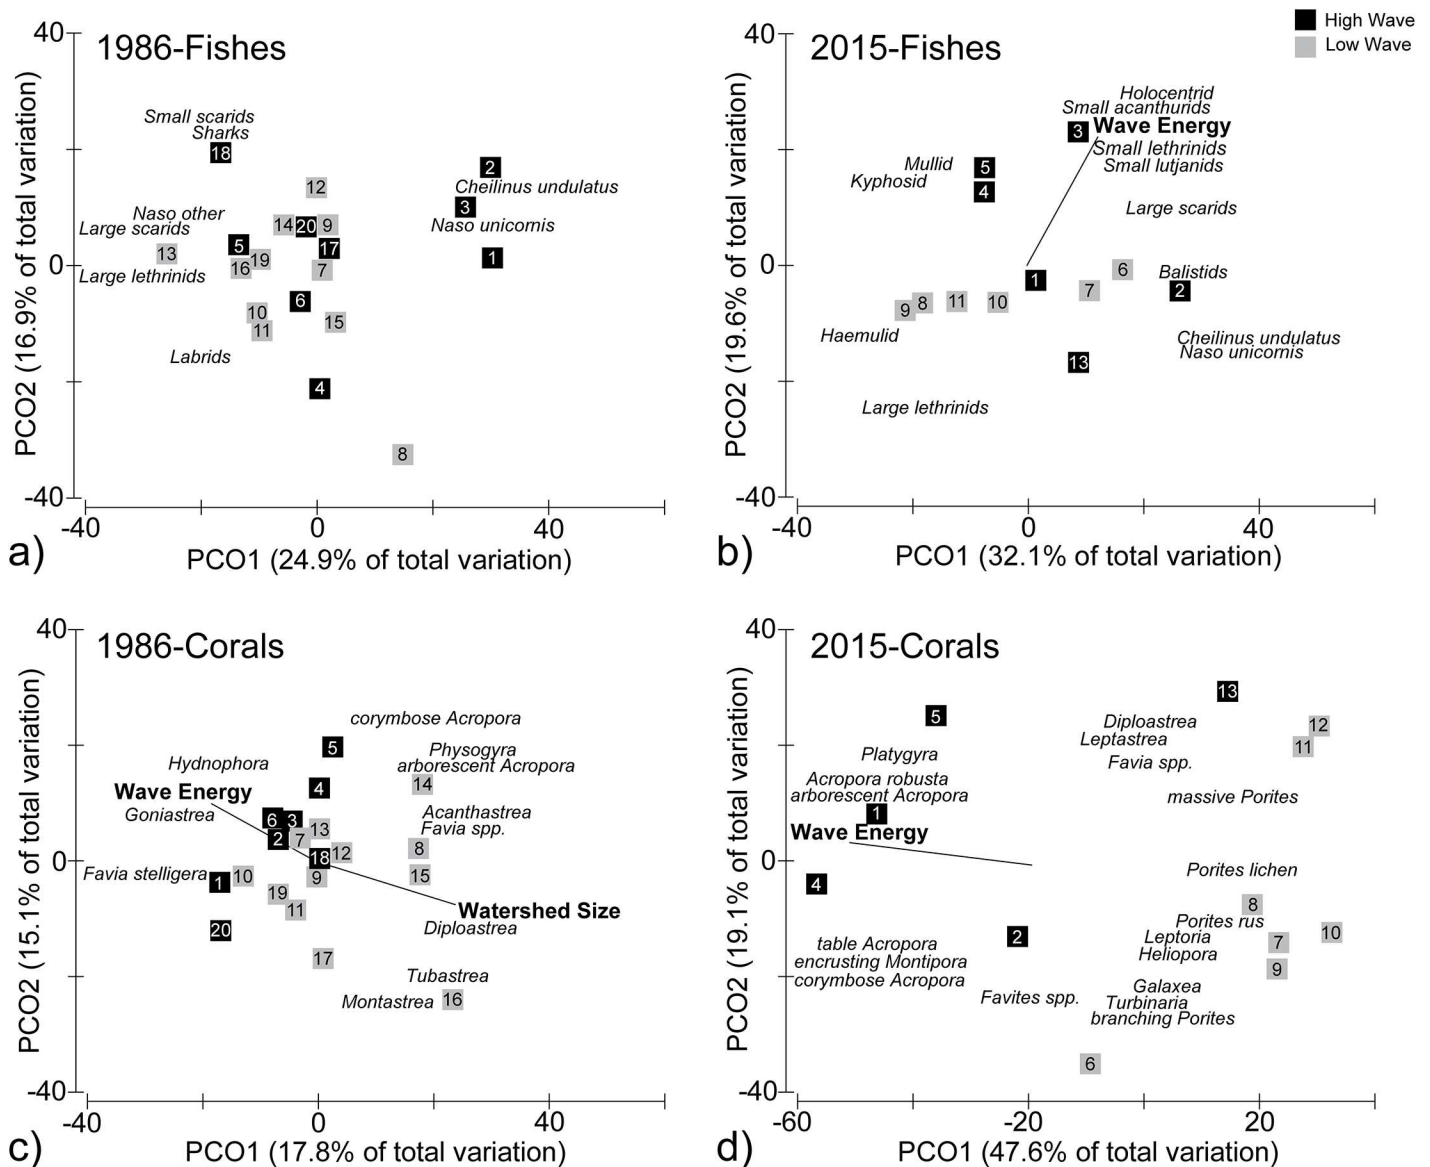 High Wave
Low Wave
1986-Fishes
40
0
-40
PCO2 (16.9% of total variation)
Small scarids
Sharks
18
12
2
Cheilinus undulatus
3
Naso unicornis
1
Naso other
Large scarids
14
20
9
5
17
13
16
19
7
Large lethrinids
6
10
11
15
Labrids
4
8
-40
0
40
a)
PCO1 (24.9% of total variation)
2015-Fishes
40
0
-40
PCO2 (19.6% of total variation)
Holocentrid
Small acanthurids
3
Wave Energy
Small lethrinids
Small lutjanids
Mullid
5
Kyphosid
4
Large scarids
6
Balistids
1
7
2
9
8
11
10
Haemulid
Cheilinus undulatus
Naso unicornis
13
Large lethrinids
-40
0
40
b)
PCO1 (32.1% of total variation)
1986-Corals
40
0
-40
PCO2 (15.1% of total variation)
corymbose Acropora
5
Physogyra
arborescent Acropora
Hydnophora
4
14
Wave Energy
Goniastrea
6
3
13
Acanthastrea
Favia spp.
2
7
8
18
12
Favia stelligera
1
10
9
15
19
11
Watershed Size
20
Diploastrea
17
Tubastrea
Montastrea
16
-40
0
40
c)
PCO1 (17.8% of total variation)
2015-Corals
40
0
-40
PCO2 (19.1% of total variation)
13
5
Diploastrea
12
Leptastrea
11
Platygyra
Favia spp.
Acropora robusta
arborescent Acropora
massive Porites
1
Wave Energy
Porites lichen
4
8
Porites rus
2
Leptoria
7
10
table Acropora
Heliopora
encrusting Montipora
9
corymbose Acropora
Galaxea
Favites spp.
Turbinaria
branching Porites
6
-60
-20
20
d)
PCO1 (47.6% of total variation)